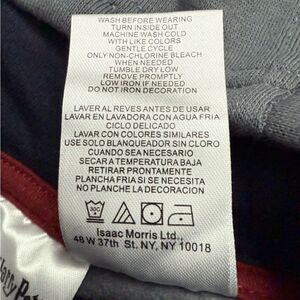 WASH BEFORE WEARING
TURN INSIDE OUT
MACHINE WASH COLD
WITH LIKE COLORS
GENTLE CYCLE
ONLY NON-CHLORINE BLEACH
WHEN NEEDED
TUMBLE DRY LOW
REMOVE PROMPTLY
LOW IRON IF NEEDED
DO NOT IRON DECORATION
LAVER AL REVES ANTES DE USAR
LAVAR EN LAVADORA CON AGUA FRIA
CICLO DELICADO
LAVAR CON COLORES SIMILARES
USE SOLO BLANQUEADOR SIN CLORO
CUANDO SEA NECESARIO
SECAR A TEMPERATURA BAJA
RETIRAR PRONTAMENTE
PLANCHA FRIA SI ES NECESARIO
NO PLANCHE LA DECORACION
Isaac Morris Ltd.,
48 W 37th St. NY, NY 10018